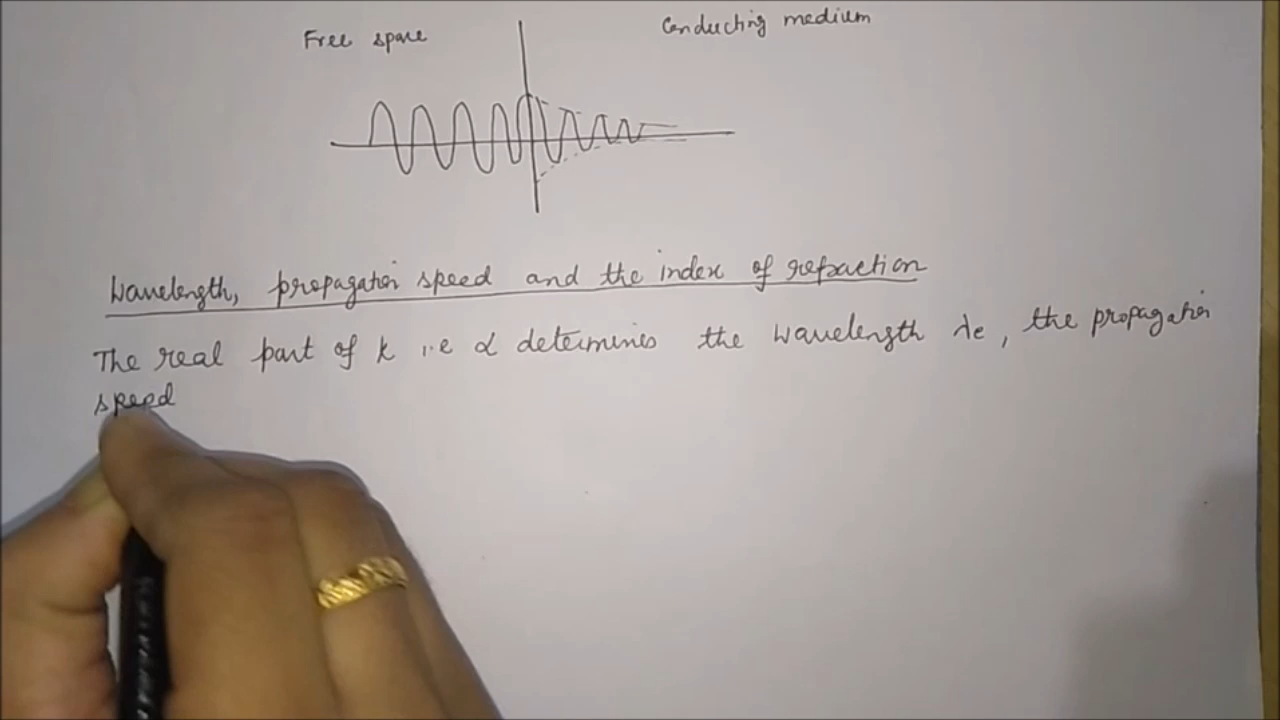 Free space
Conducting medium
Wavelength, propagation speed and the index of refraction
The real part of k i.e α determines the wavelength λe, the propagation
speed